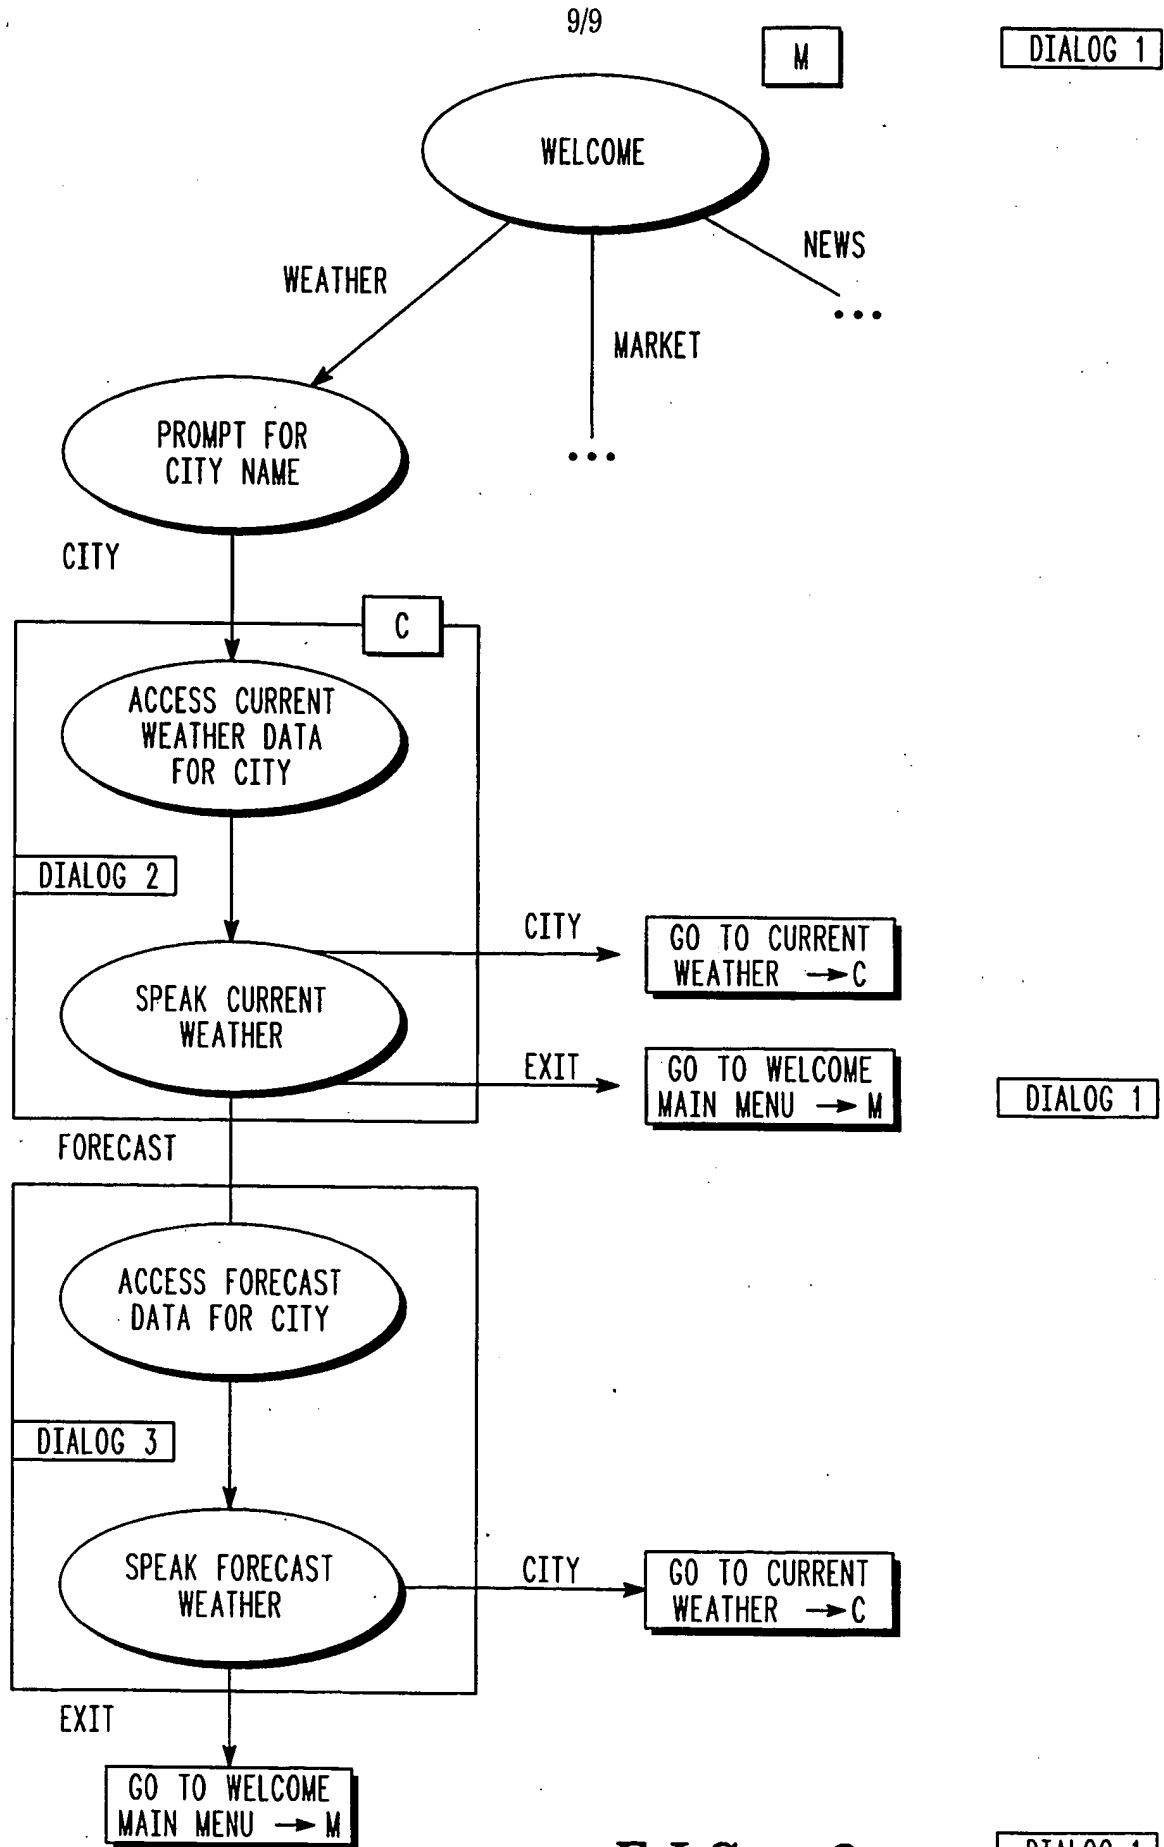 9/9
M
DIALOG 1
WELCOME
NEWS
WEATHER
MARKET
...
...
PROMPT FOR
CITY NAME
CITY
C
ACCESS CURRENT
WEATHER DATA
FOR CITY
DIALOG 2
CITY
GO TO CURRENT
WEATHER → C
SPEAK CURRENT
WEATHER
EXIT
GO TO WELCOME
MAIN MENU → M
DIALOG 1
FORECAST
ACCESS FORECAST
DATA FOR CITY
DIALOG 3
SPEAK FORECAST
WEATHER
CITY
GO TO CURRENT
WEATHER → C
EXIT
GO TO WELCOME
MAIN MENU → M
DIALOG 1